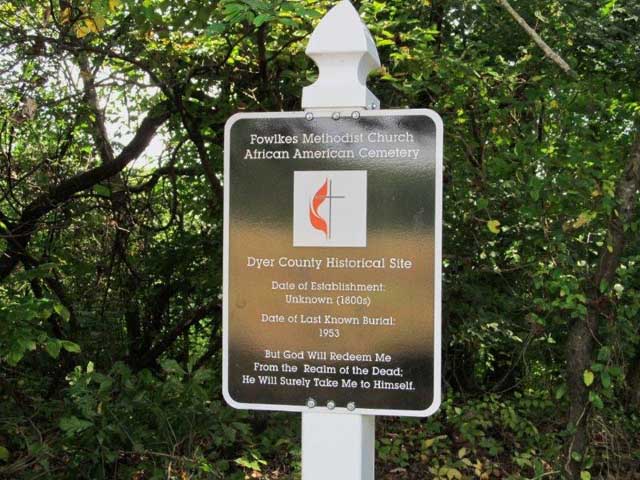 Fowlkes Methodist Church
African American Cemetery
Dyer County Historical Site
Date of Establishment:
Unknown (1800s)
Date of Last Known Burial:
1953
But God Will Redeem Me
From the Realm of the Dead;
He Will Surely Take Me to Himself.